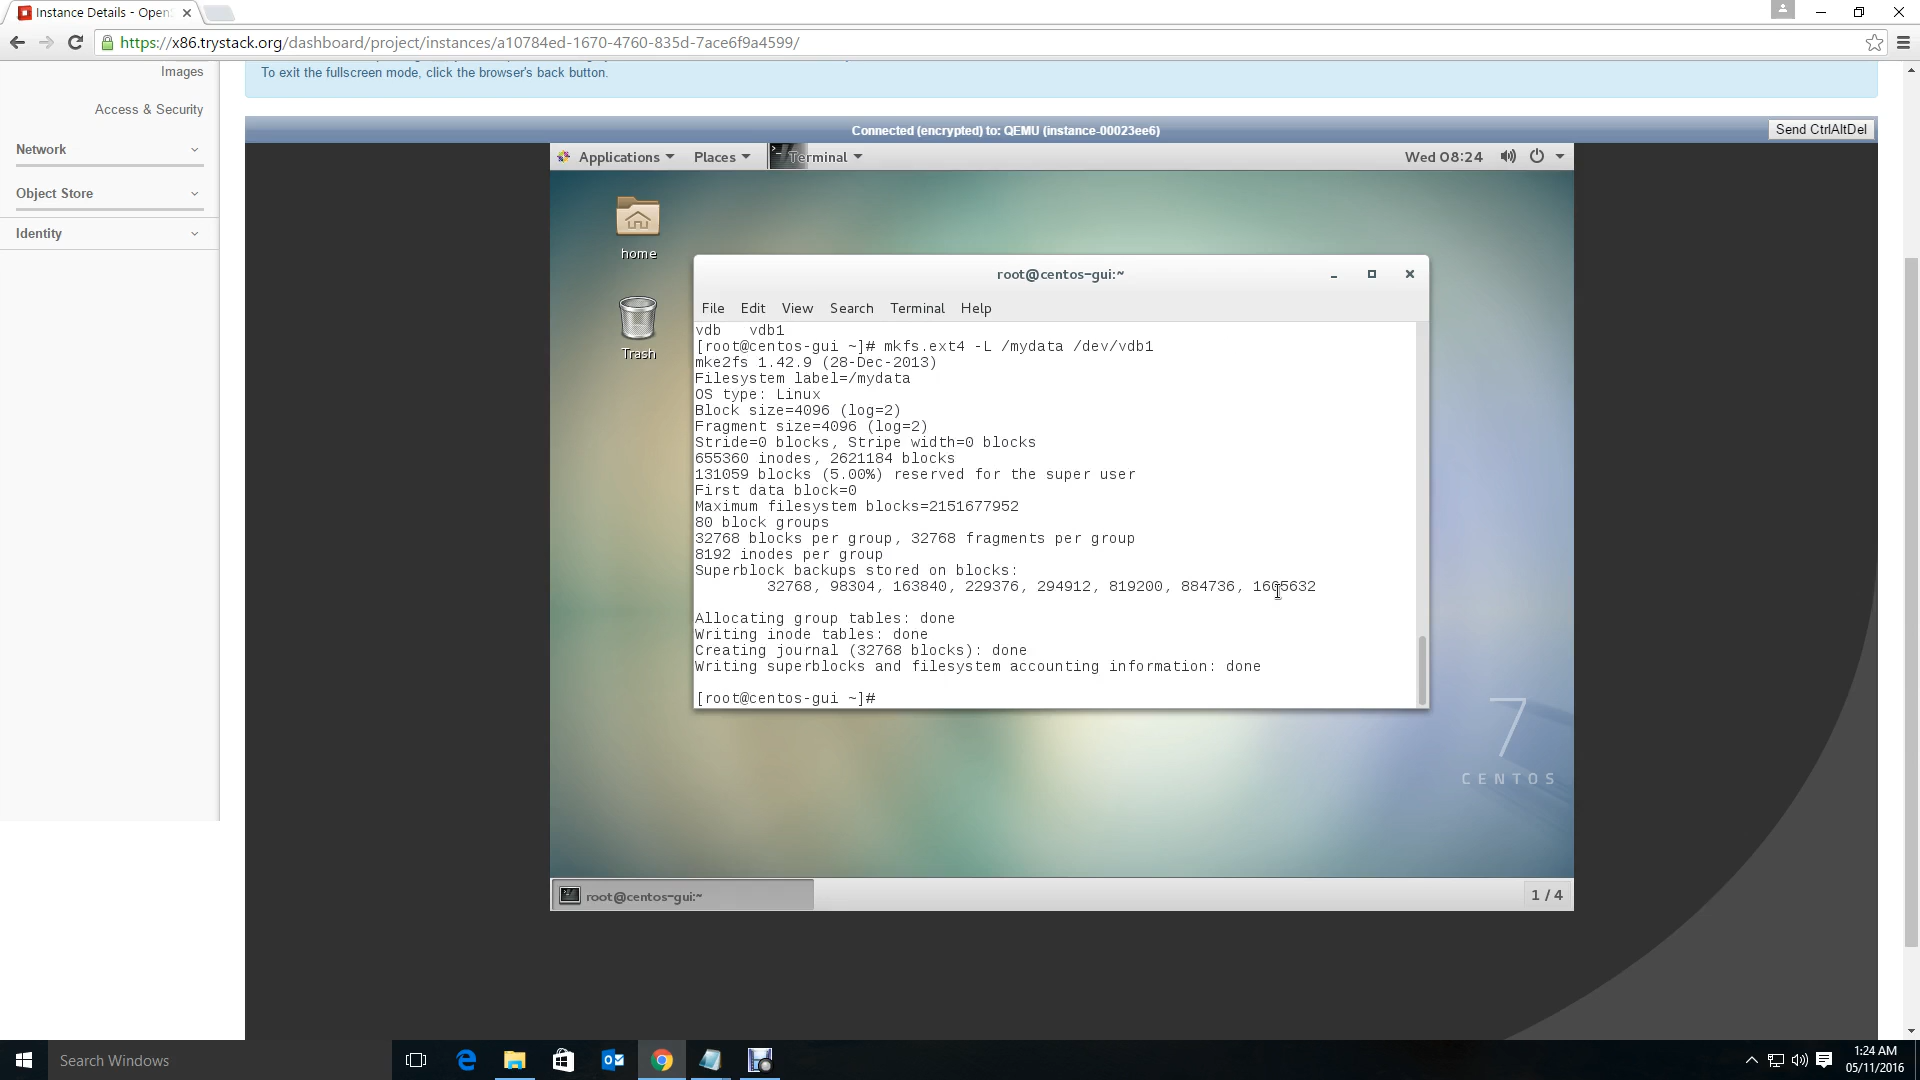 Instance Details - Open
https://x86.trystack.org/dashboard/project/instances/a10784ed-1670-4760-835d-7ace6f9a4599/
Images
To exit the fullscreen mode, click the browser's back button.
Access & Security
Network
Object Store
Identity
Connected (encrypted) to: QEMU (instance-00023ee6)
Send CtrlAltDel
Applications Places Terminal Wed 08:24
home
Trash
root@centos-gui:~
File Edit View Search Terminal Help
vdb vdb1
[root@centos-gui ~]# mkfs.ext4 -L /mydata /dev/vdb1
mke2fs 1.42.9 (28-Dec-2013)
Filesystem label=/mydata
OS type: Linux
Block size=4096 (log=2)
Fragment size=4096 (log=2)
Stride=0 blocks, Stripe width=0 blocks
655360 inodes, 2621184 blocks
131059 blocks (5.00%) reserved for the super user
First data block=0
Maximum filesystem blocks=2151677952
80 block groups
32768 blocks per group, 32768 fragments per group
8192 inodes per group
Superblock backups stored on blocks:
32768, 98304, 163840, 229376, 294912, 819200, 884736, 1605632
Allocating group tables: done
Writing inode tables: done
Creating journal (32768 blocks): done
Writing superblocks and filesystem accounting information: done
[root@centos-gui ~]#
7
CENTOS
root@centos-gui:~
1 / 4
Search Windows
1:24 AM
05/11/2016